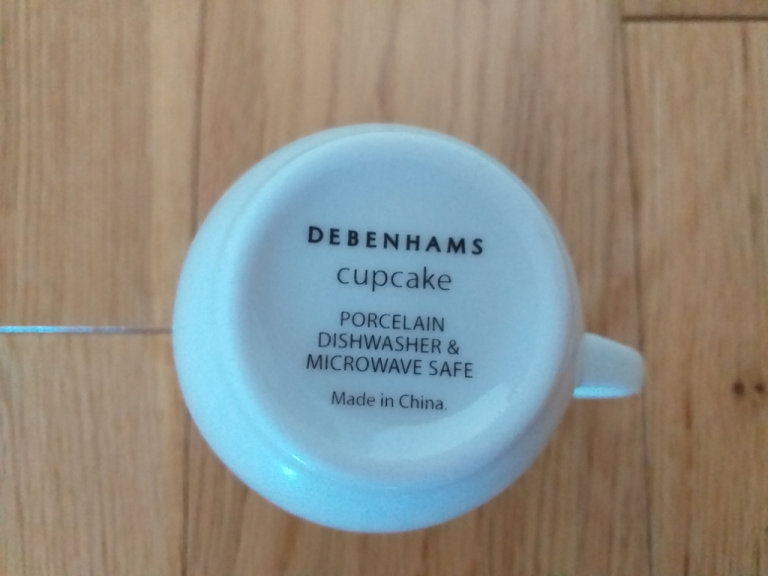 DEBENHAMS
cupcake
PORCELAIN
DISHWASHER &
MICROWAVE SAFE
Made in China.